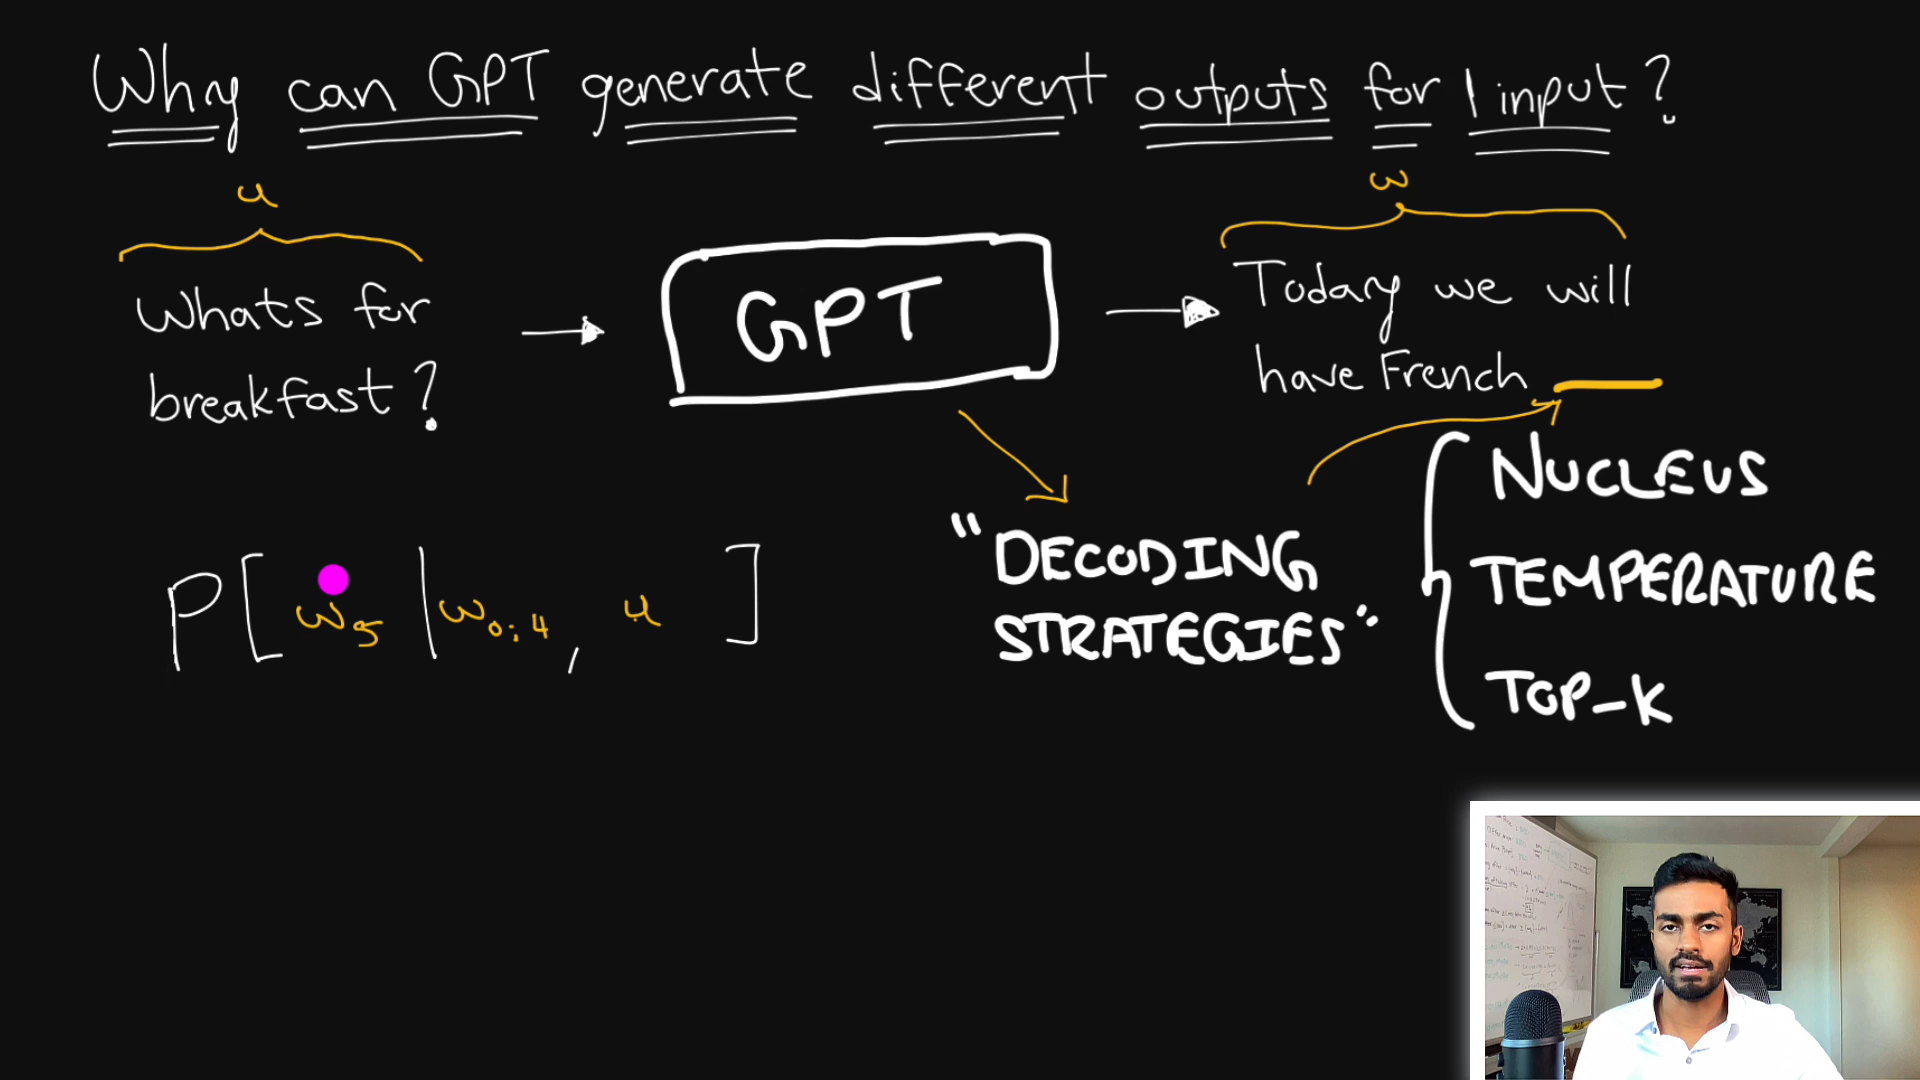 Why can GPT generate different outputs for 1 input?
u
Whats for
breakfast?
GPT
w
Today we will
have French
"DECODING
STRATEGIES"
NUCLEUS
TEMPERATURE
TOP-K
P[w₅|w₀:₄, u]